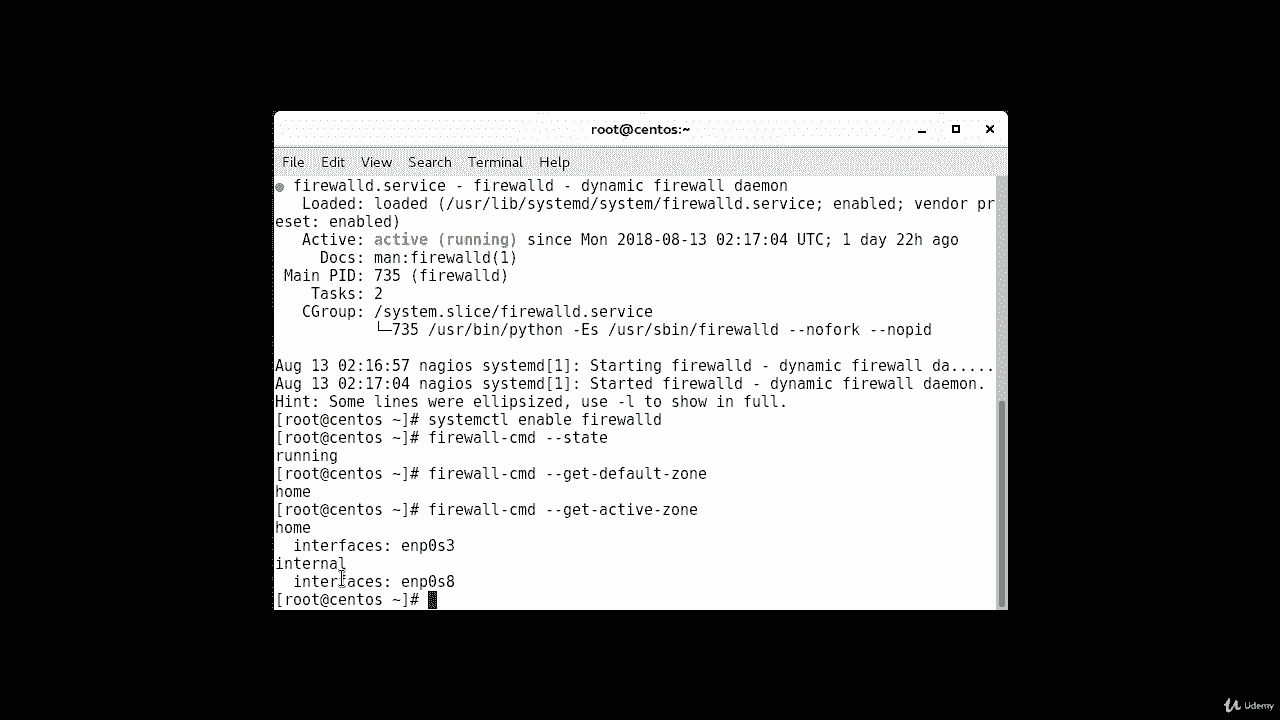 root@centos:~
File Edit View Search Terminal Help
● firewalld.service - firewalld - dynamic firewall daemon
   Loaded: loaded (/usr/lib/systemd/system/firewalld.service; enabled; vendor pr
eset: enabled)
   Active: active (running) since Mon 2018-08-13 02:17:04 UTC; 1 day 22h ago
     Docs: man:firewalld(1)
 Main PID: 735 (firewalld)
    Tasks: 2
   CGroup: /system.slice/firewalld.service
           └─735 /usr/bin/python -Es /usr/sbin/firewalld --nofork --nopid
Aug 13 02:16:57 nagios systemd[1]: Starting firewalld - dynamic firewall da.....
Aug 13 02:17:04 nagios systemd[1]: Started firewalld - dynamic firewall daemon.
Hint: Some lines were ellipsized, use -l to show in full.
[root@centos ~]# systemctl enable firewalld
[root@centos ~]# firewall-cmd --state
running
[root@centos ~]# firewall-cmd --get-default-zone
home
[root@centos ~]# firewall-cmd --get-active-zone
home
  interfaces: enp0s3
internal
  interfaces: enp0s8
[root@centos ~]#
Udemy